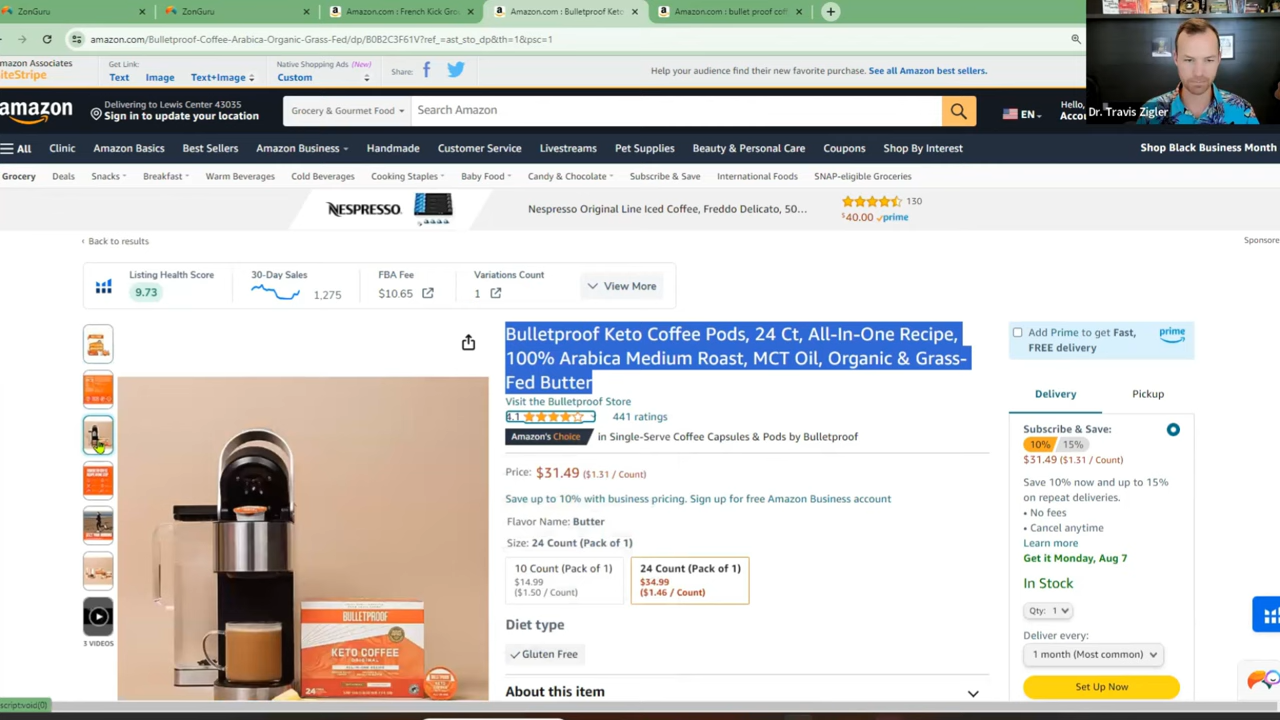 ZonGuru
ZonGuru
Amazon.com : French Kick Gro
Amazon.com : Bulletproof Keto
Amazon.com : bullet proof cof
amazon.com/Bulletproof-Coffee-Arabica-Organic-Grass-Fed/dp/B0B2C3F61V?ref_=ast_sto_dp&th=1&psc=1
Dr. Travis Zigler
mazon Associates
iteStripe
Get Link:
Text
Image
Text+Image
Native Shopping Ads (New)
Custom
Share:
Help your audience find their new favorite purchase. See all Amazon best sellers.
amazon
Delivering to Lewis Center 43035
Sign in to update your location
Grocery & Gourmet Food
Search Amazon
EN
Hello,
Accou
All
Clinic
Amazon Basics
Best Sellers
Amazon Business
Handmade
Customer Service
Livestreams
Pet Supplies
Beauty & Personal Care
Coupons
Shop By Interest
Shop Black Business Month
Grocery
Deals
Snacks
Breakfast
Warm Beverages
Cold Beverages
Cooking Staples
Baby Food
Candy & Chocolate
Subscribe & Save
International Foods
SNAP-eligible Groceries
NESPRESSO
Nespresso Original Line Iced Coffee, Freddo Delicato, 50...
130
$40.00 prime
‹ Back to results
Sponsore
Listing Health Score
9.73
30-Day Sales
1,275
FBA Fee
$10.65
Variations Count
1
View More
Bulletproof Keto Coffee Pods, 24 Ct, All-In-One Recipe,
100% Arabica Medium Roast, MCT Oil, Organic & Grass-
Fed Butter
Visit the Bulletproof Store
4.1
441 ratings
Amazon's Choice in Single-Serve Coffee Capsules & Pods by Bulletproof
Price: $31.49 ($1.31 / Count)
Save up to 10% with business pricing. Sign up for free Amazon Business account
Flavor Name: Butter
Size: 24 Count (Pack of 1)
10 Count (Pack of 1)
$14.99
($1.50 / Count)
24 Count (Pack of 1)
$34.99
($1.46 / Count)
Diet type
Gluten Free
About this item
Add Prime to get Fast,
FREE delivery
prime
Delivery
Pickup
Subscribe & Save:
10% 15%
$31.49 ($1.31 / Count)
Save 10% now and up to 15%
on repeat deliveries.
• No fees
• Cancel anytime
Learn more
Get it Monday, Aug 7
In Stock
Qty: 1
Deliver every:
1 month (Most common)
Set Up Now
3 VIDEOS
BULLETPROOF
KETO COFFEE
24
script:void(0)